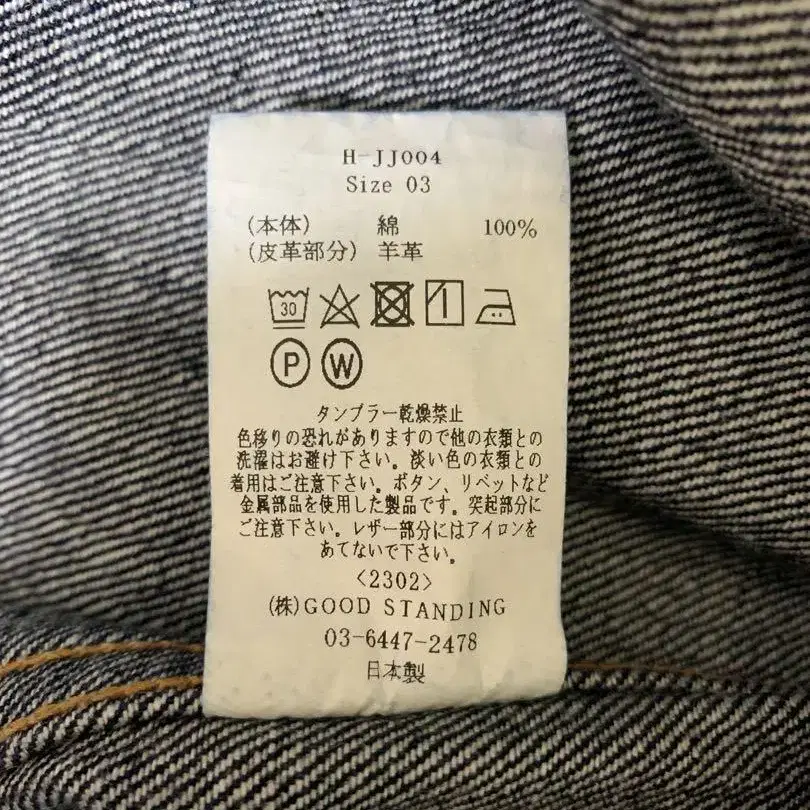 H-JJ004
Size 03
(本体) 綿 100%
(皮革部分) 羊革
30
P W
タンブラー乾燥禁止
色移りの恐れがありますので他の衣類との
洗濯はお避け下さい。淡い色の衣類との
着用はご注意下さい。ボタン、リベットなど
金属部品を使用した製品です。突起部分に
ご注意下さい。レザー部分にはアイロンを
あてないで下さい。
<2302>
(株)GOOD STANDING
03-6447-2478
日本製